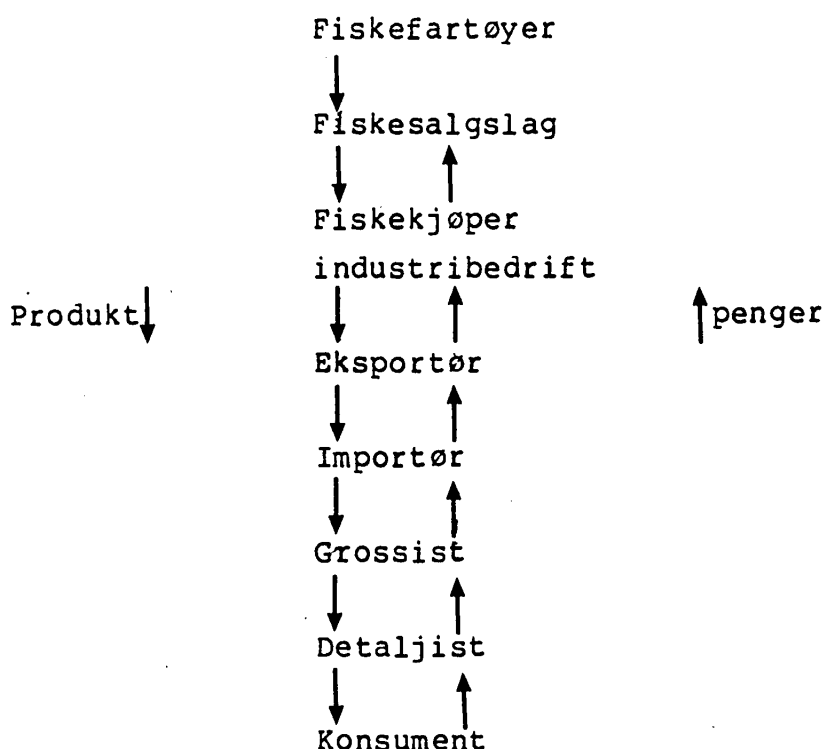 Fiskefartøyer
Fiskesalgslag
Fiskekjøper
industribedrift
Produkt penger
Eksportør
Importør
Grossist
Detaljist
Konsument